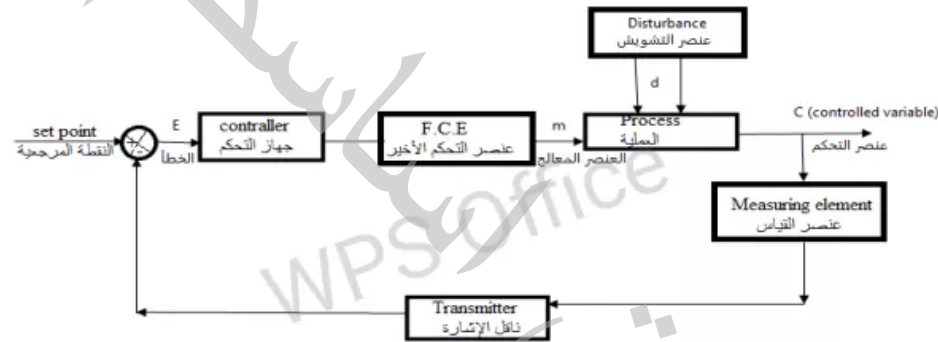 Disturbance
عنصر التشويش
d
C (controlled variable)
عنصر التحكم
set point
النقطة المرجعية
+
-
E
الخطأ
contraller
جهاز التحكم
F.C.E
عنصر التحكم الأخير
m
العنصر المعالج
Process
العملية
Measuring element
عنصر القياس
Transmitter
ناقل الإشارة
WPS Office